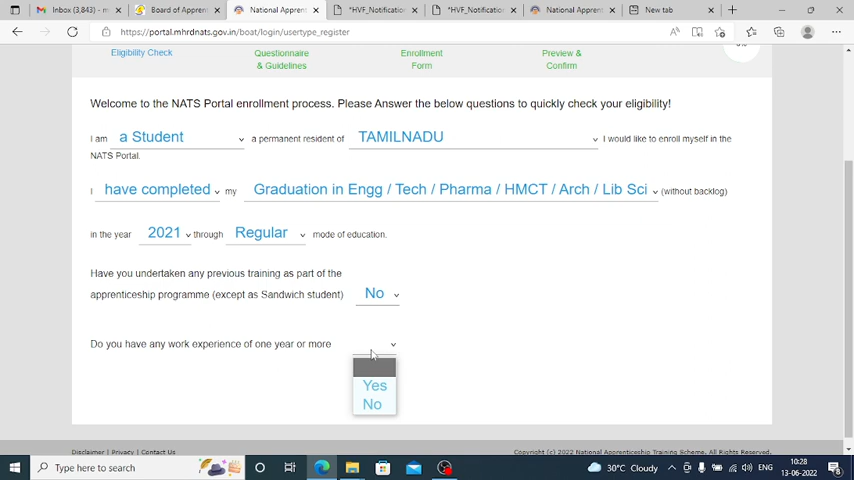 Inbox (3,843) - m
Board of Appren
National Apprent
*HVF_Notification
*HVF_Notification
National Apprent
New tab
https://portal.mhrdnats.gov.in/boat/login/usertype_register
Eligibility Check
Questionnaire & Guidelines
Enrollment Form
Preview & Confirm
Welcome to the NATS Portal enrollment process. Please Answer the below questions to quickly check your eligibility!
I am a Student a permanent resident of TAMILNADU I would like to enroll myself in the
NATS Portal.
I have completed my Graduation in Engg / Tech / Pharma / HMCT / Arch / Lib Sci (without backlog)
in the year 2021 through Regular mode of education.
Have you undertaken any previous training as part of the
apprenticeship programme (except as Sandwich student) No
Do you have any work experience of one year or more
Yes
No
Disclaimer | Privacy | Contact Us
Copyright (c) 2022 National Apprenticeship Training Scheme. All Rights Reserved.
Type here to search
30°C Cloudy
ENG
10:28
13-06-2022